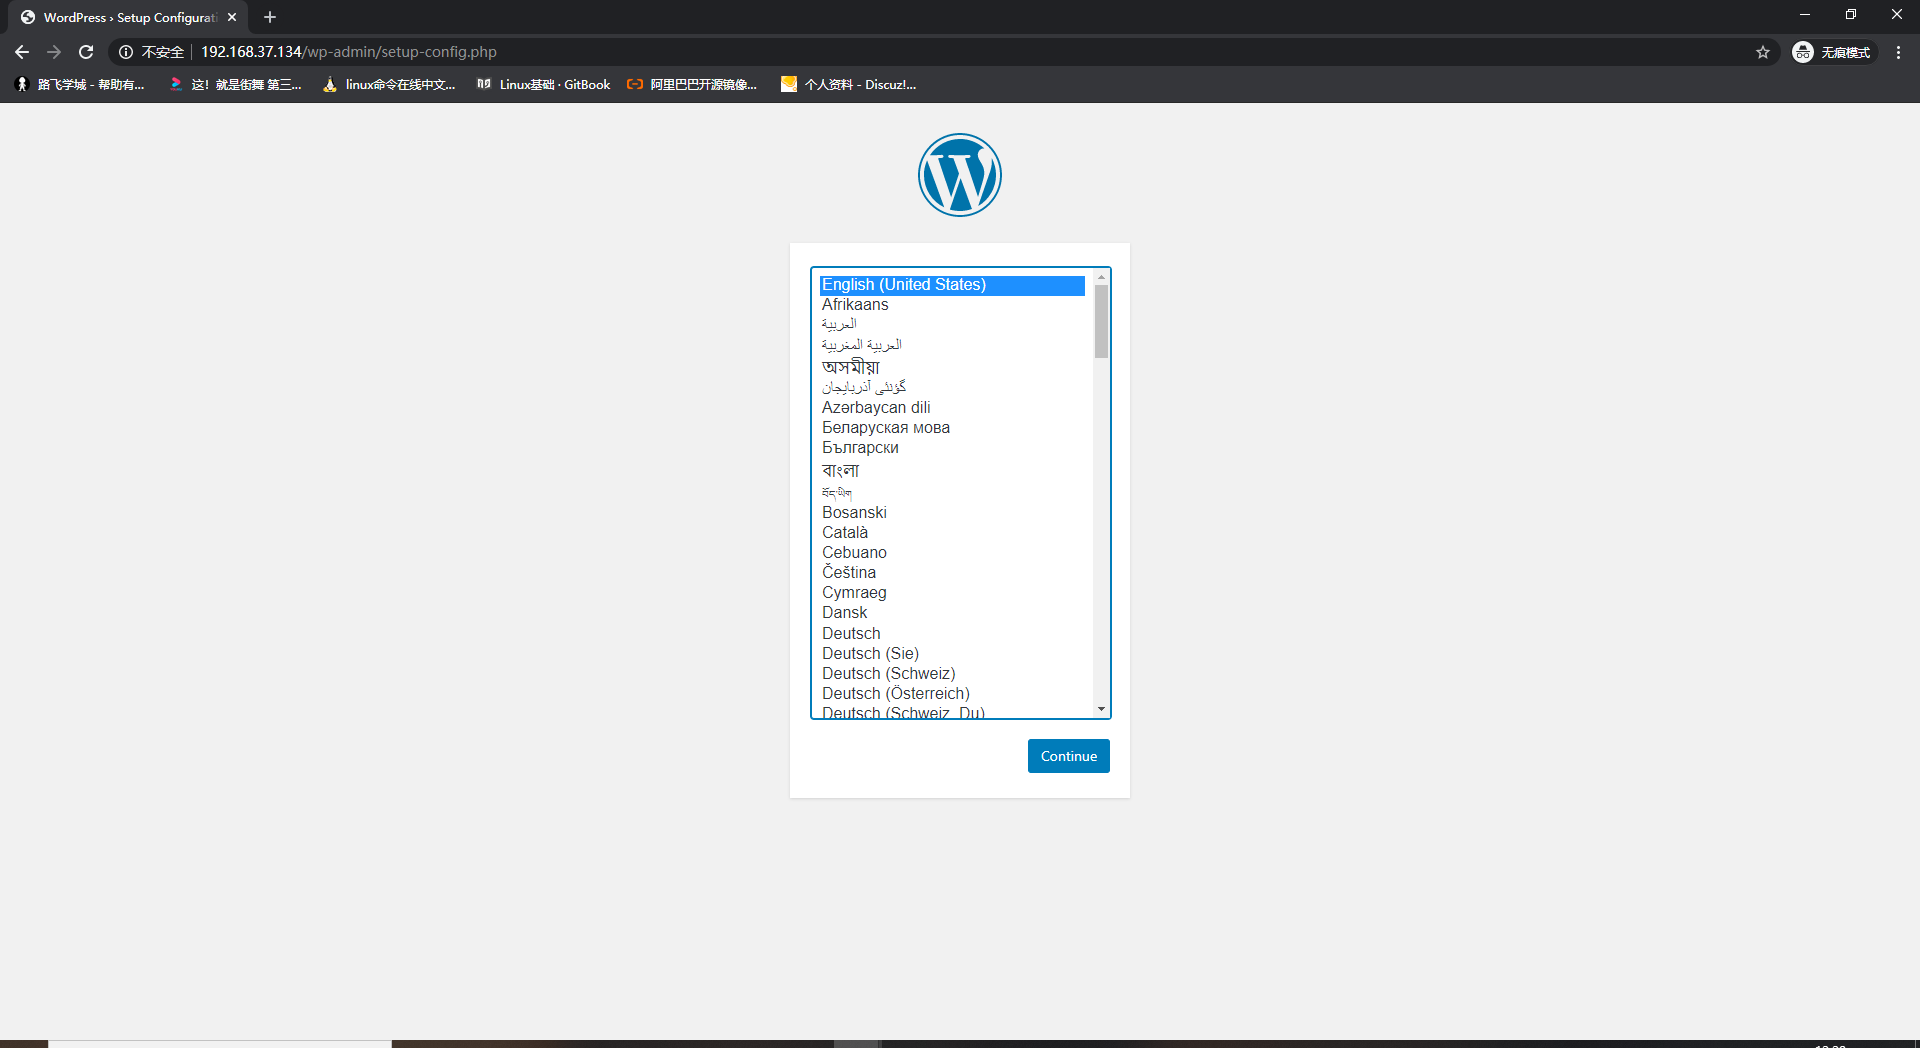 WordPress › Setup Configurati
不安全 192.168.37.134/wp-admin/setup-config.php 无痕模式
路飞学城 - 帮助有... 这！就是街舞 第三... linux命令在线中文... Linux基础 · GitBook 阿里巴巴开源镜像... 个人资料 - Discuz!...
English (United States)
Afrikaans
العربية
العربية المغربية
অসমীয়া
گؤنئی آذربایجان
Azərbaycan dili
Беларуская мова
Български
বাংলা
བོད་ཡིག
Bosanski
Català
Cebuano
Čeština
Cymraeg
Dansk
Deutsch
Deutsch (Sie)
Deutsch (Schweiz)
Deutsch (Österreich)
Deutsch (Schweiz, Du)
Continue